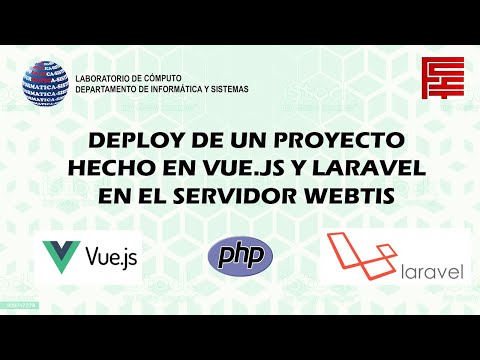 LABORATORIO DE CÓMPUTO
DEPARTAMENTO DE INFORMÁTICA Y SISTEMAS
DEPLOY DE UN PROYECTO
HECHO EN VUE.JS Y LARAVEL
EN EL SERVIDOR WEBTIS
Vue.js
php
laravel